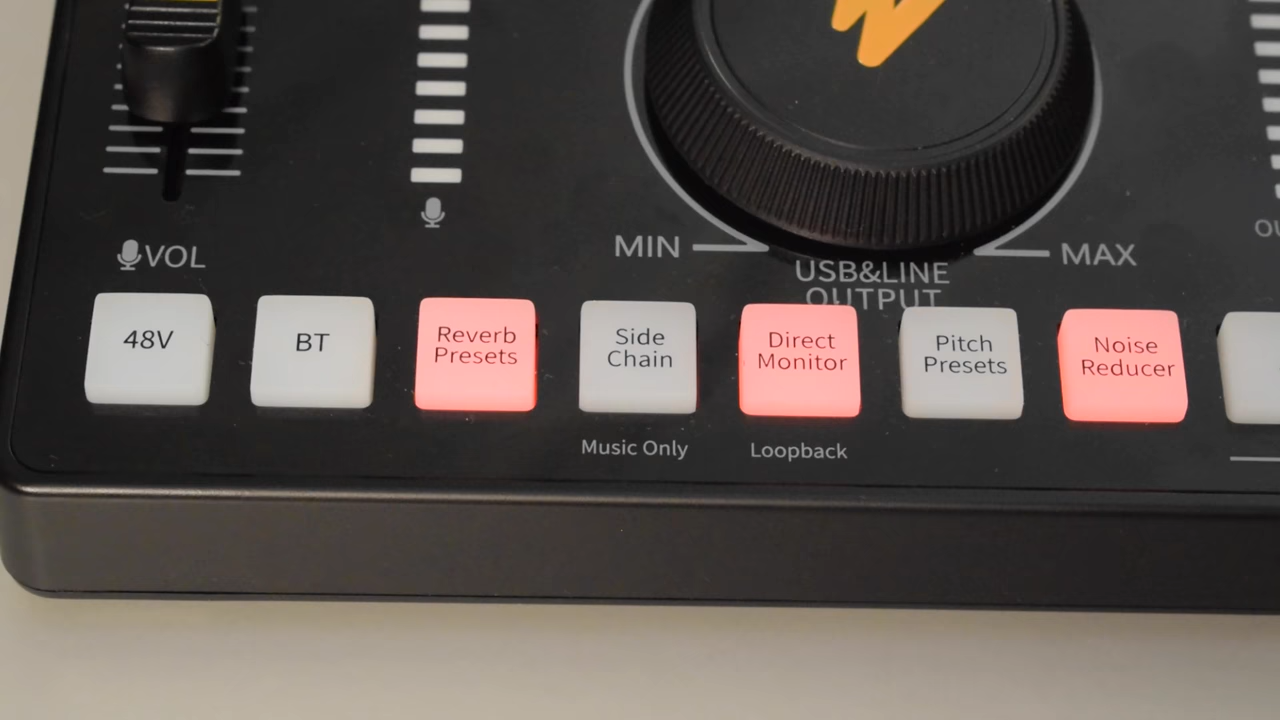 VOL
MIN
MAX
USB&LINE
OUTPUT
48V
BT
Reverb
Presets
Side
Chain
Direct
Monitor
Pitch
Presets
Noise
Reducer
Music Only
Loopback